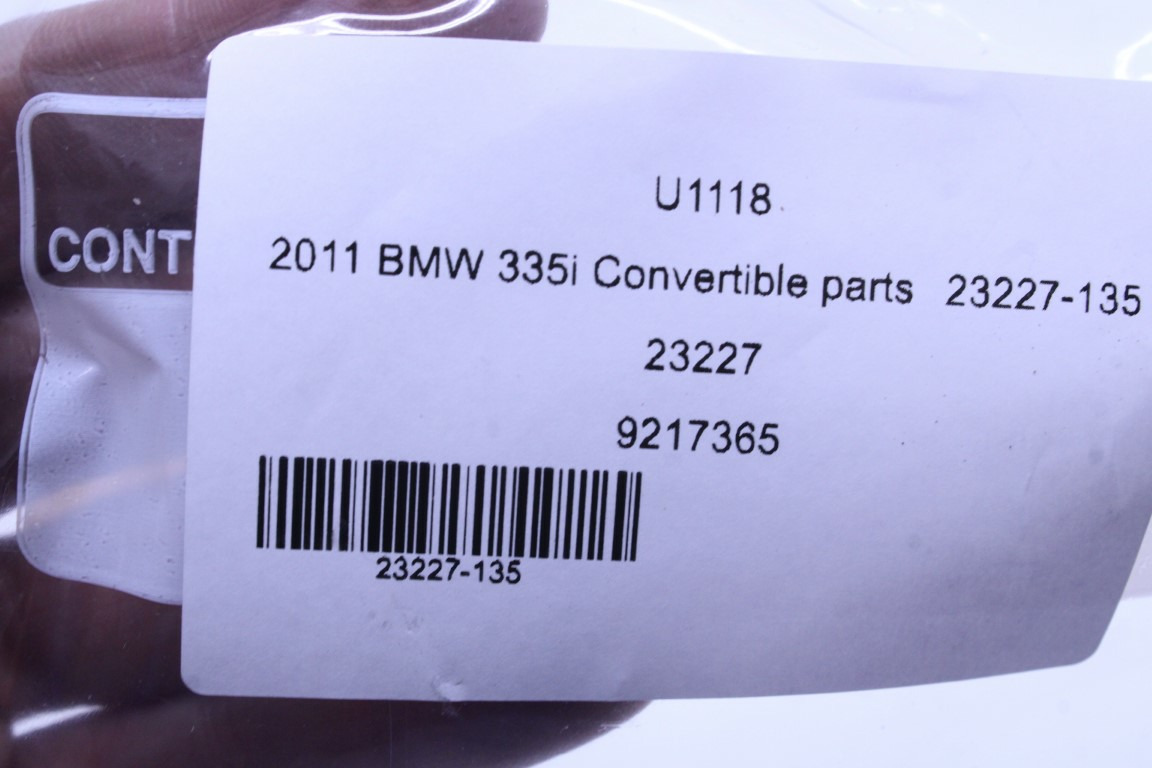 U1118
2011 BMW 335i Convertible parts 23227-135
23227
9217365
23227-135
CONT